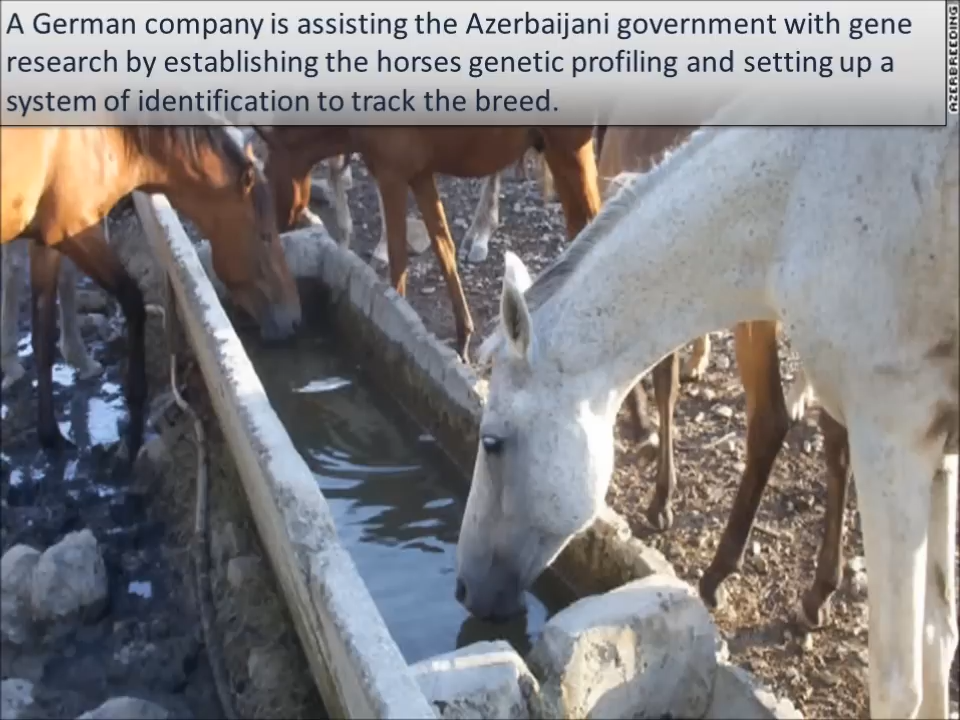 A German company is assisting the Azerbaijani government with gene
research by establishing the horses genetic profiling and setting up a
system of identification to track the breed.
AZERBREEDING